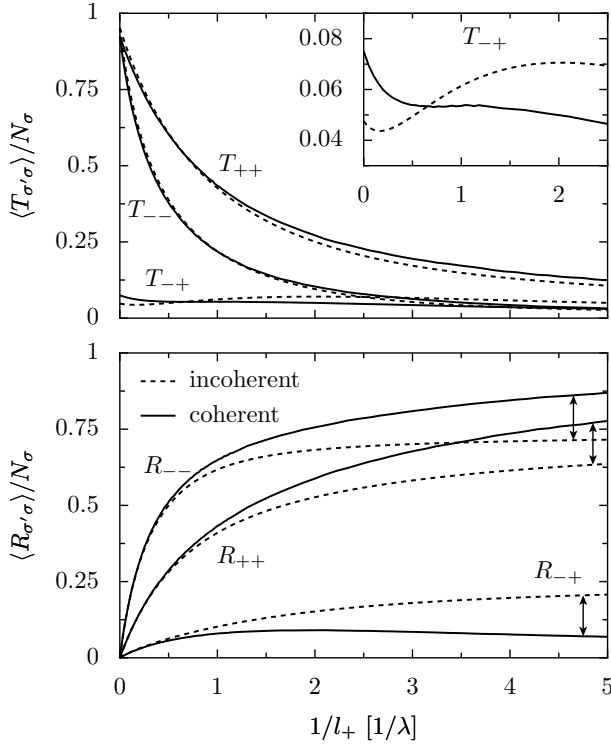 1
0.75
0.5
0.25
0
⟨T_{σ′σ}⟩/N_σ
T_{++}
T_{−−}
T_{−+}
0.08
0.06
0.04
T_{−+}
0 1 2
1
0.75
0.5
0.25
0
⟨R_{σ′σ}⟩/N_σ
incoherent
coherent
R_{−−}
R_{++}
R_{−+}
0 1 2 3 4 5
1/l_+ [1/λ]